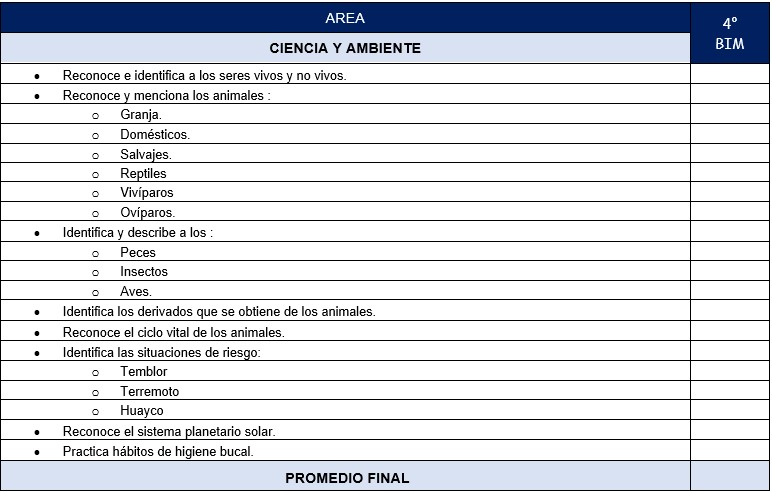 AREA
4°
BIM
CIENCIA Y AMBIENTE
• Reconoce e identifica a los seres vivos y no vivos.
• Reconoce y menciona los animales :
o Granja.
o Domésticos.
o Salvajes.
o Reptiles
o Vivíparos
o Ovíparos.
• Identifica y describe a los :
o Peces
o Insectos
o Aves.
• Identifica los derivados que se obtiene de los animales.
• Reconoce el ciclo vital de los animales.
• Identifica las situaciones de riesgo:
o Temblor
o Terremoto
o Huayco
• Reconoce el sistema planetario solar.
• Practica hábitos de higiene bucal.
PROMEDIO FINAL